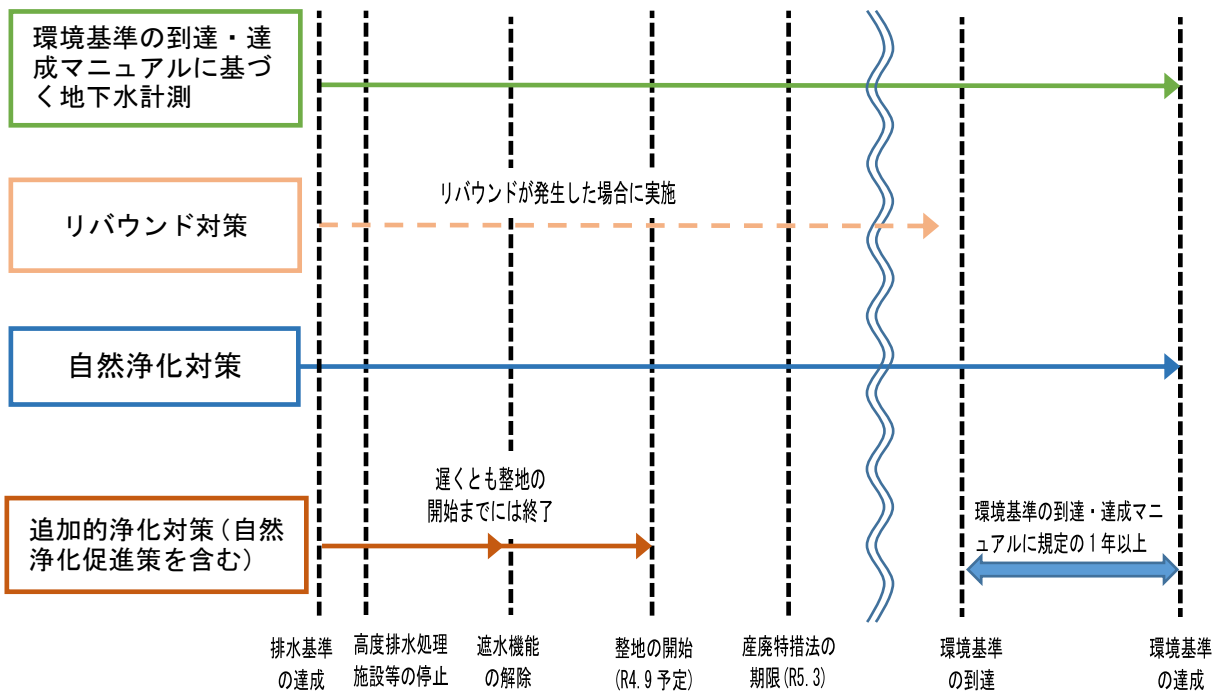 環境基準の到達・達
成マニュアルに基づ
く地下水計測
リバウンドが発生した場合に実施
リバウンド対策
自然浄化対策
遅くとも整地の
開始までには終了
追加的浄化対策(自然
浄化促進策を含む)
環境基準の到達・達成マニ
ュアルに規定の1年以上
排水基準
の達成
高度排水処理
施設等の停止
遮水機能
の解除
整地の開始
(R4.9予定)
産廃特措法の
期限(R5.3)
環境基準
の到達
環境基準
の達成